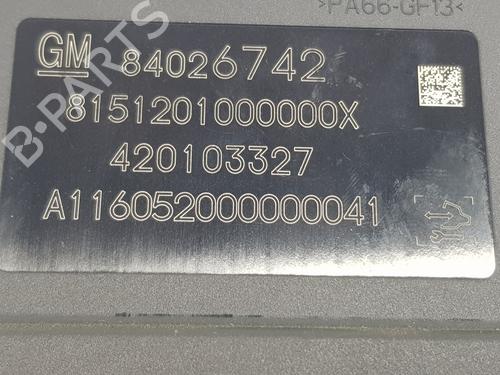 >PA66-GF13<
GM 84026742
8151201000000X
420103327
A116052000000041
B-PARTS